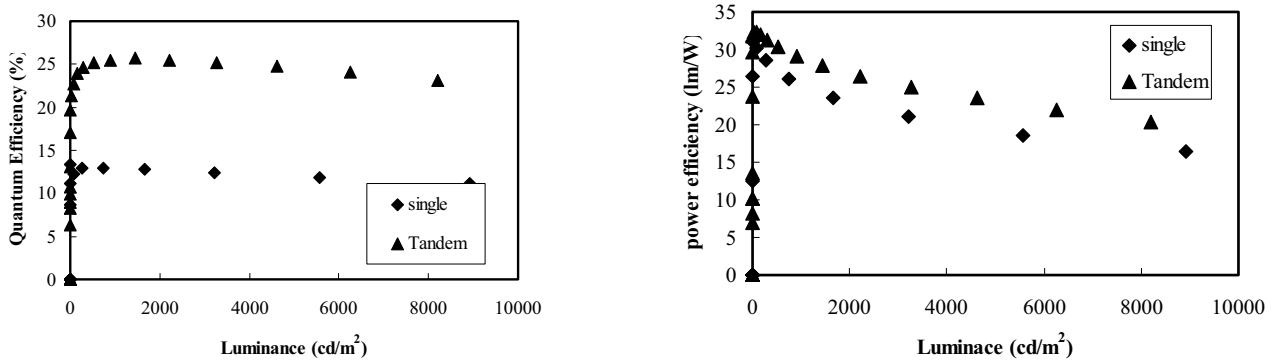 Quantum Efficiency (%)
30
25
20
15
10
5
0
single
Tandem
0 2000 4000 6000 8000 10000
Luminance (cd/m²)
power efficiency (lm/W)
40
35
30
25
20
15
10
5
0
single
Tandem
0 2000 4000 6000 8000 10000
Luminace (cd/m²)